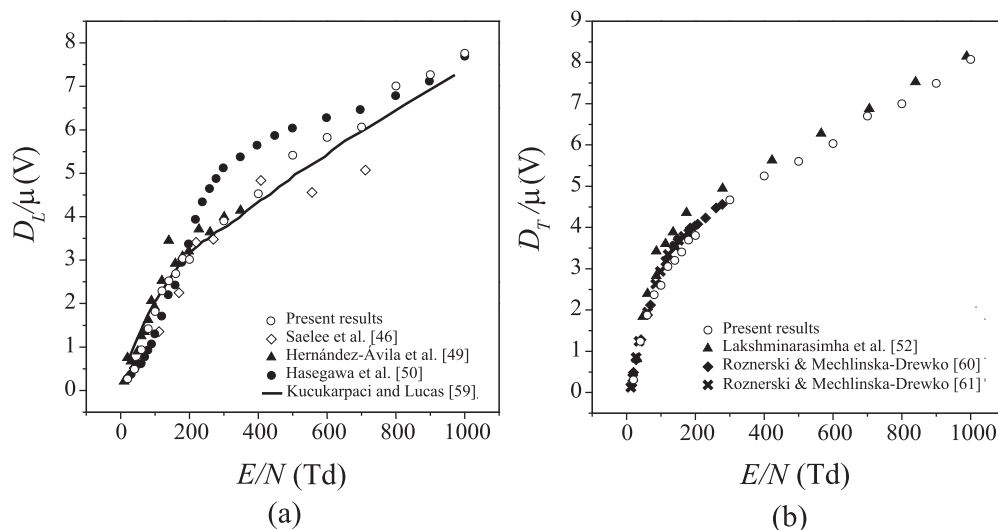 8
7
6
5
4
3
2
1
0
D_L/μ (V)
○ Present results
◇ Saelee et al. [46]
▲ Hernández-Ávila et al. [49]
● Hasegawa et al. [50]
— Kucukarpaci and Lucas [59]
0 200 400 600 800 1000
E/N (Td)
(a)
9
8
7
6
5
4
3
2
1
0
D_T /μ (V)
○ Present results
▲ Lakshminarasimha et al. [52]
◆ Roznerski & Mechlinska-Drewko [60]
✖ Roznerski & Mechlinska-Drewko [61]
0 200 400 600 800 1000
E/N (Td)
(b)